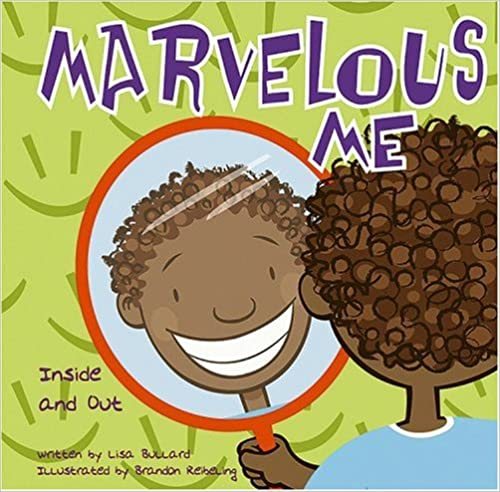 MARVELOUS
ME
Inside
and Out
Written by Lisa Bullard
Illustrated by Brandon Reibeling